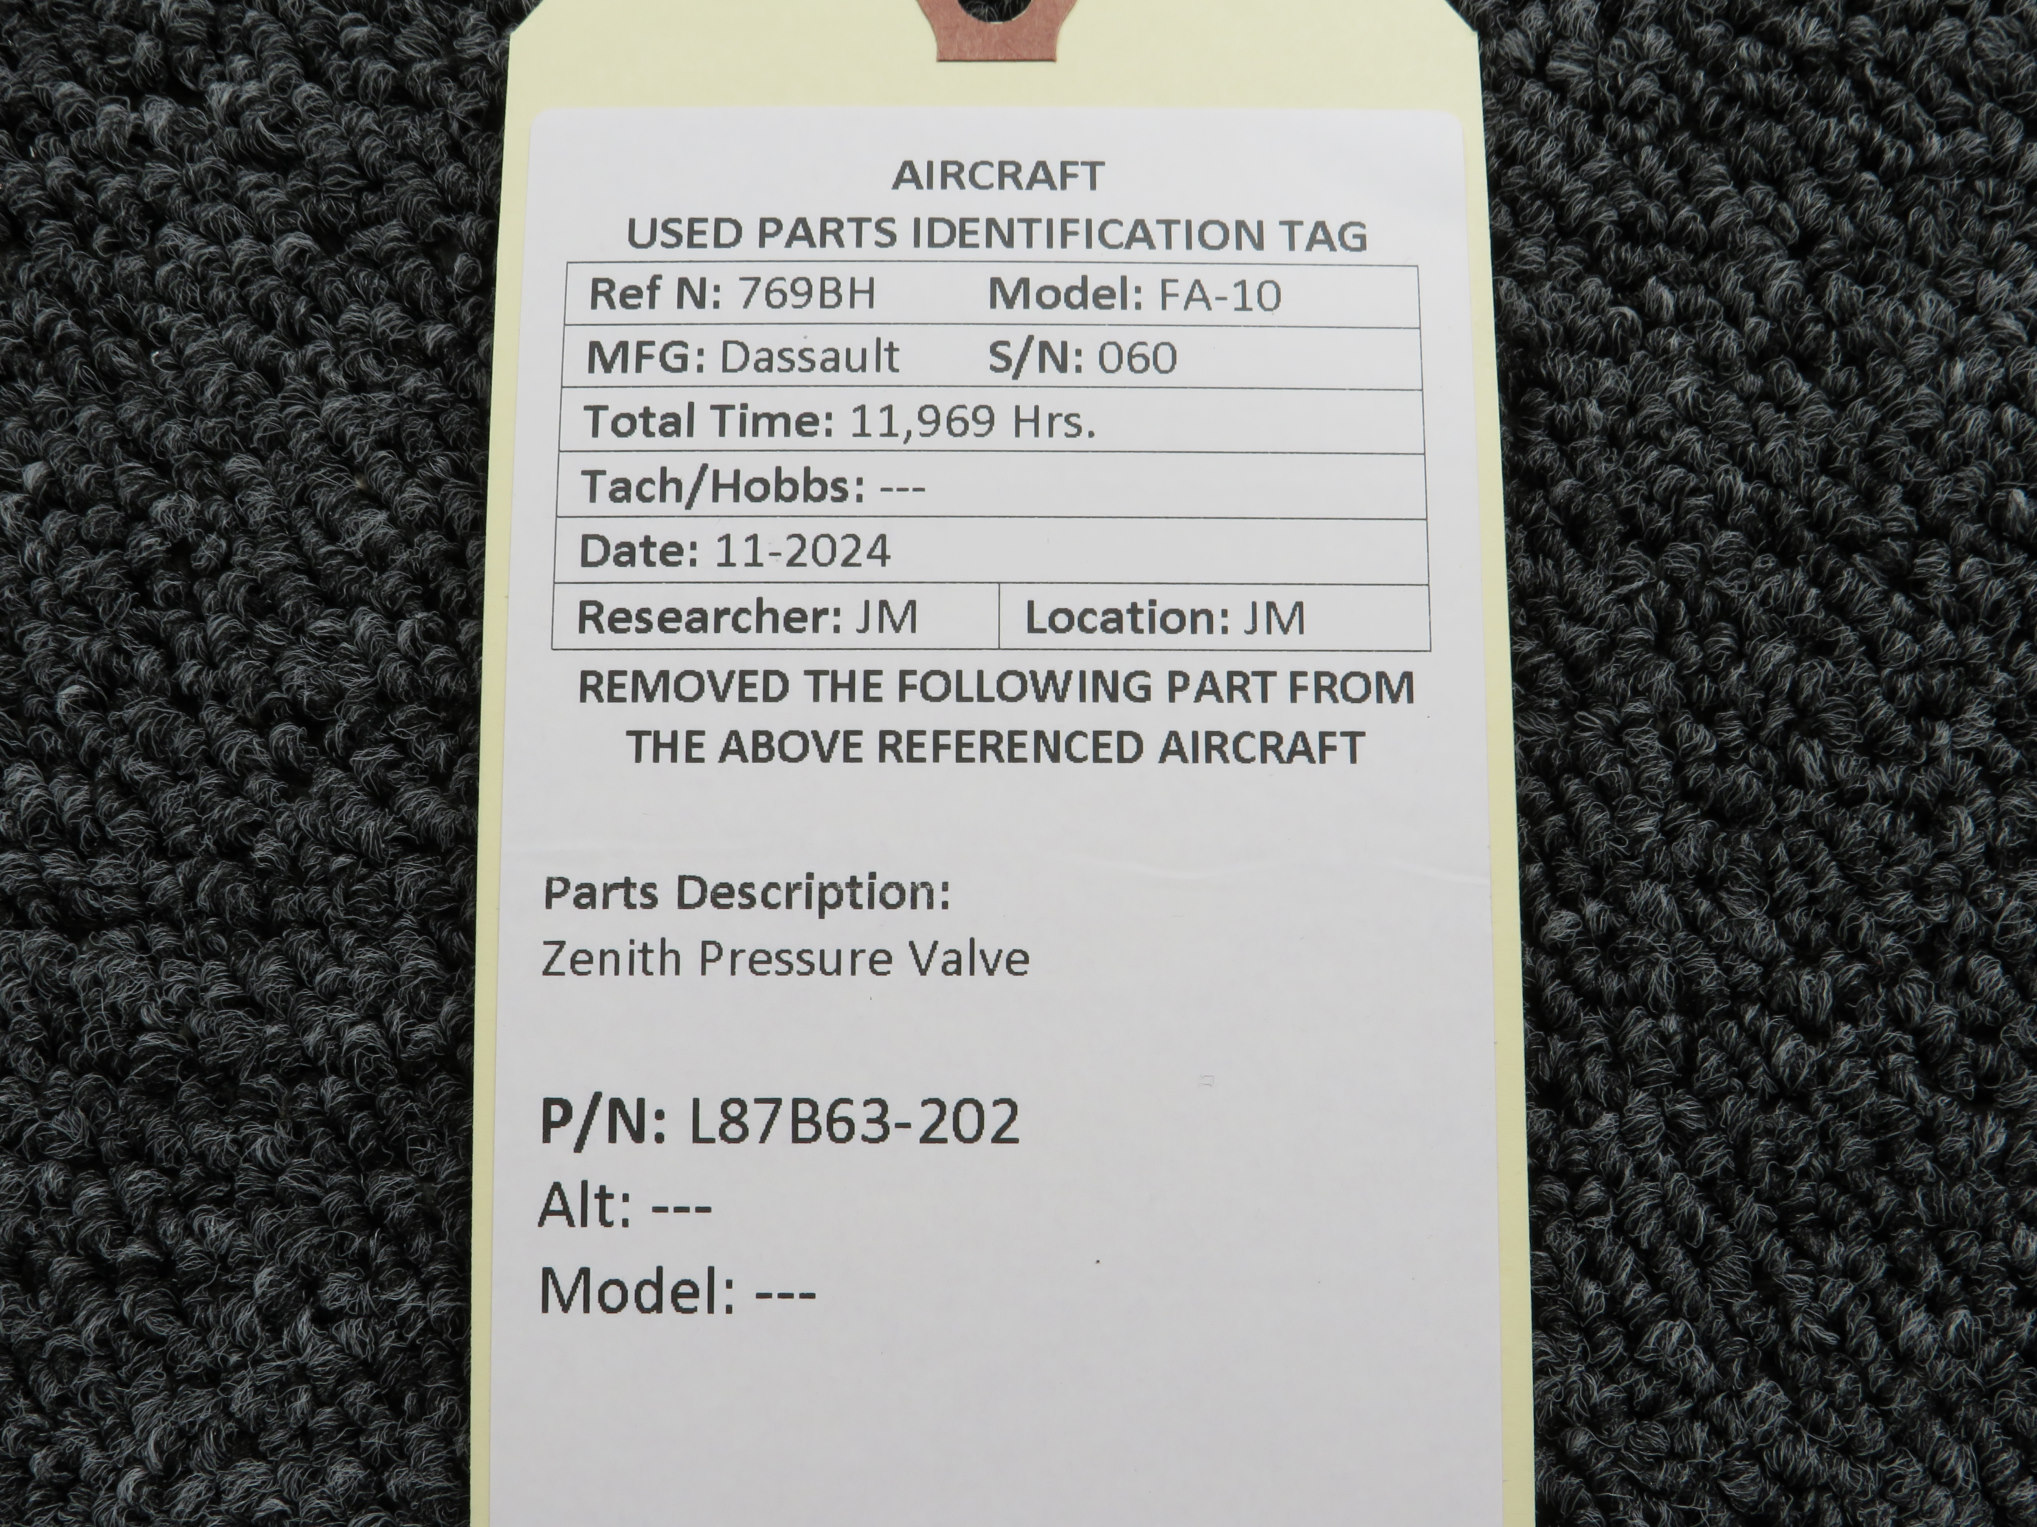 AIRCRAFT
USED PARTS IDENTIFICATION TAG
Ref N: 769BH Model: FA-10
MFG: Dassault S/N: 060
Total Time: 11,969 Hrs.
Tach/Hobbs: ---
Date: 11-2024
Researcher: JM Location: JM
REMOVED THE FOLLOWING PART FROM
THE ABOVE REFERENCED AIRCRAFT
Parts Description:
Zenith Pressure Valve
P/N: L87B63-202
Alt: ---
Model: ---